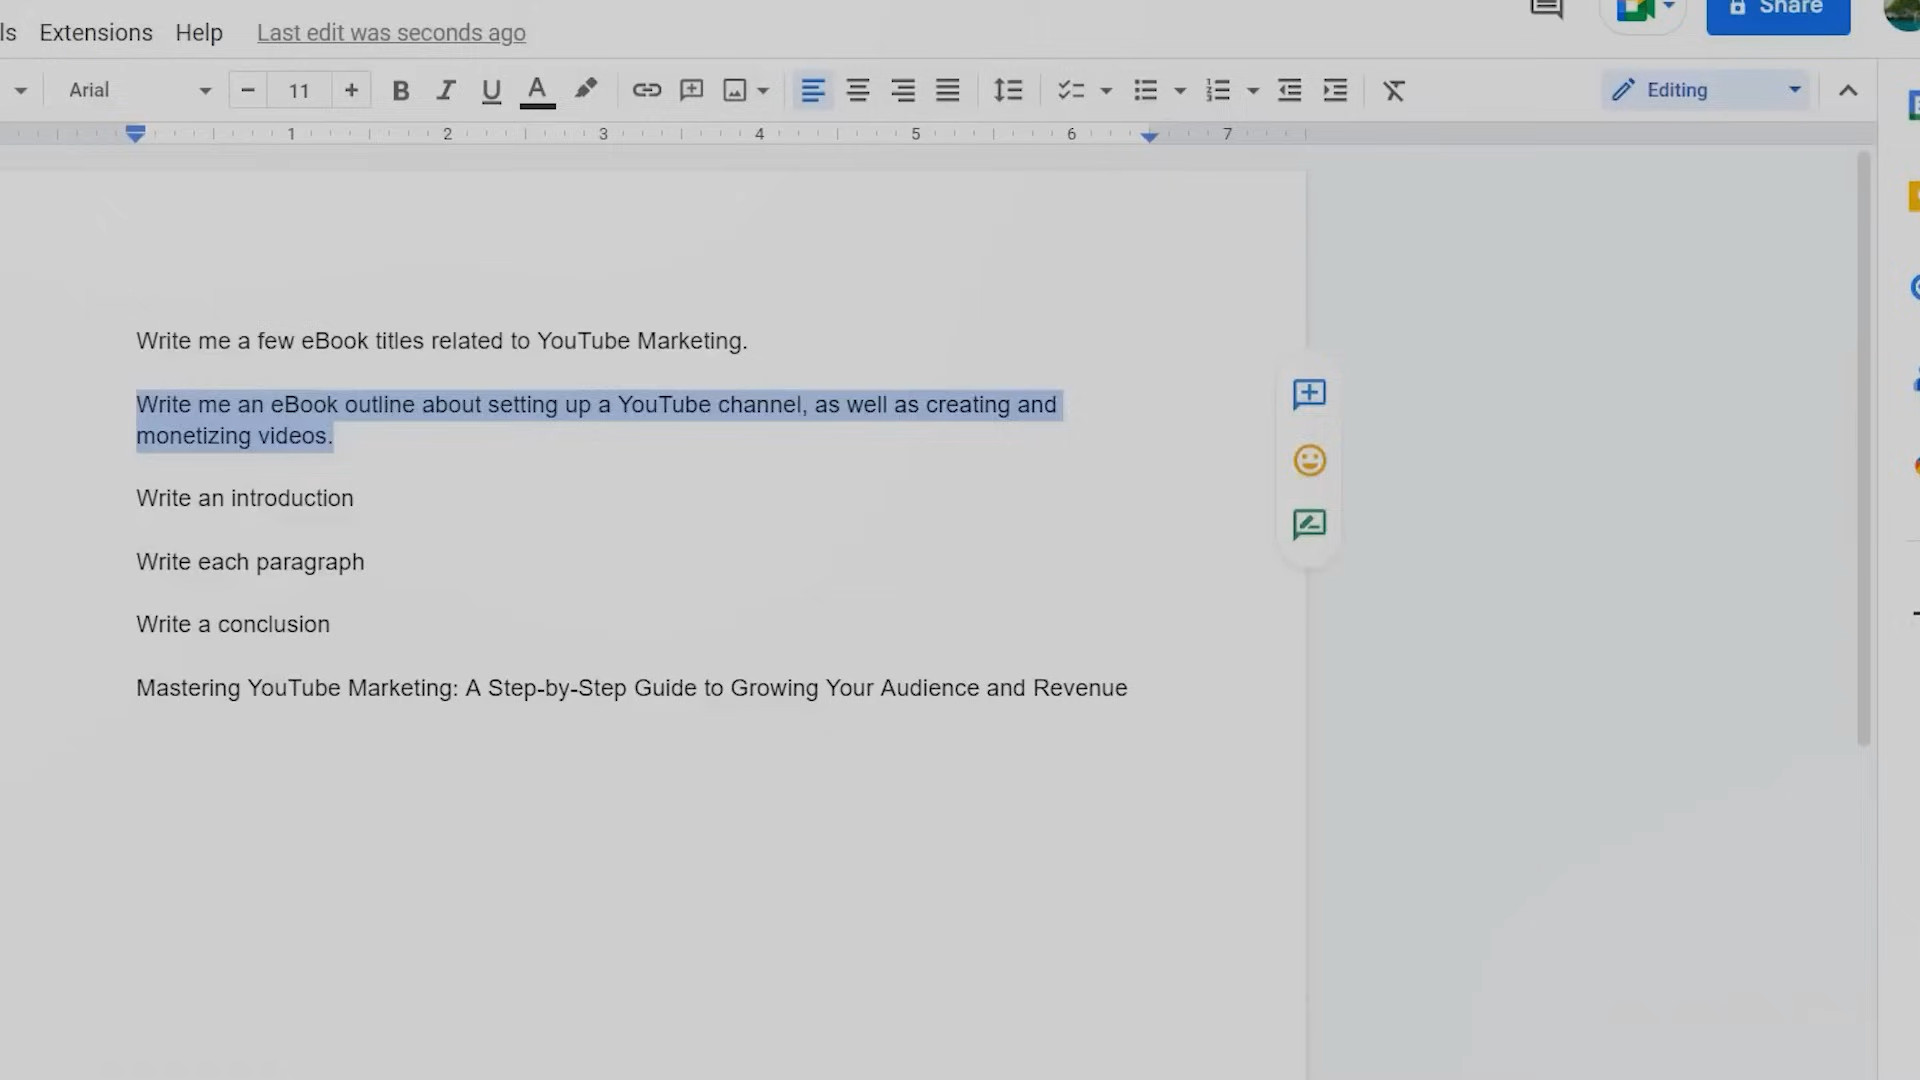 ls Extensions Help Last edit was seconds ago Share
Arial 11 B I U A Editing
1 2 3 4 5 6 7
Write me a few eBook titles related to YouTube Marketing.
Write me an eBook outline about setting up a YouTube channel, as well as creating and
monetizing videos.
Write an introduction
Write each paragraph
Write a conclusion
Mastering YouTube Marketing: A Step-by-Step Guide to Growing Your Audience and Revenue